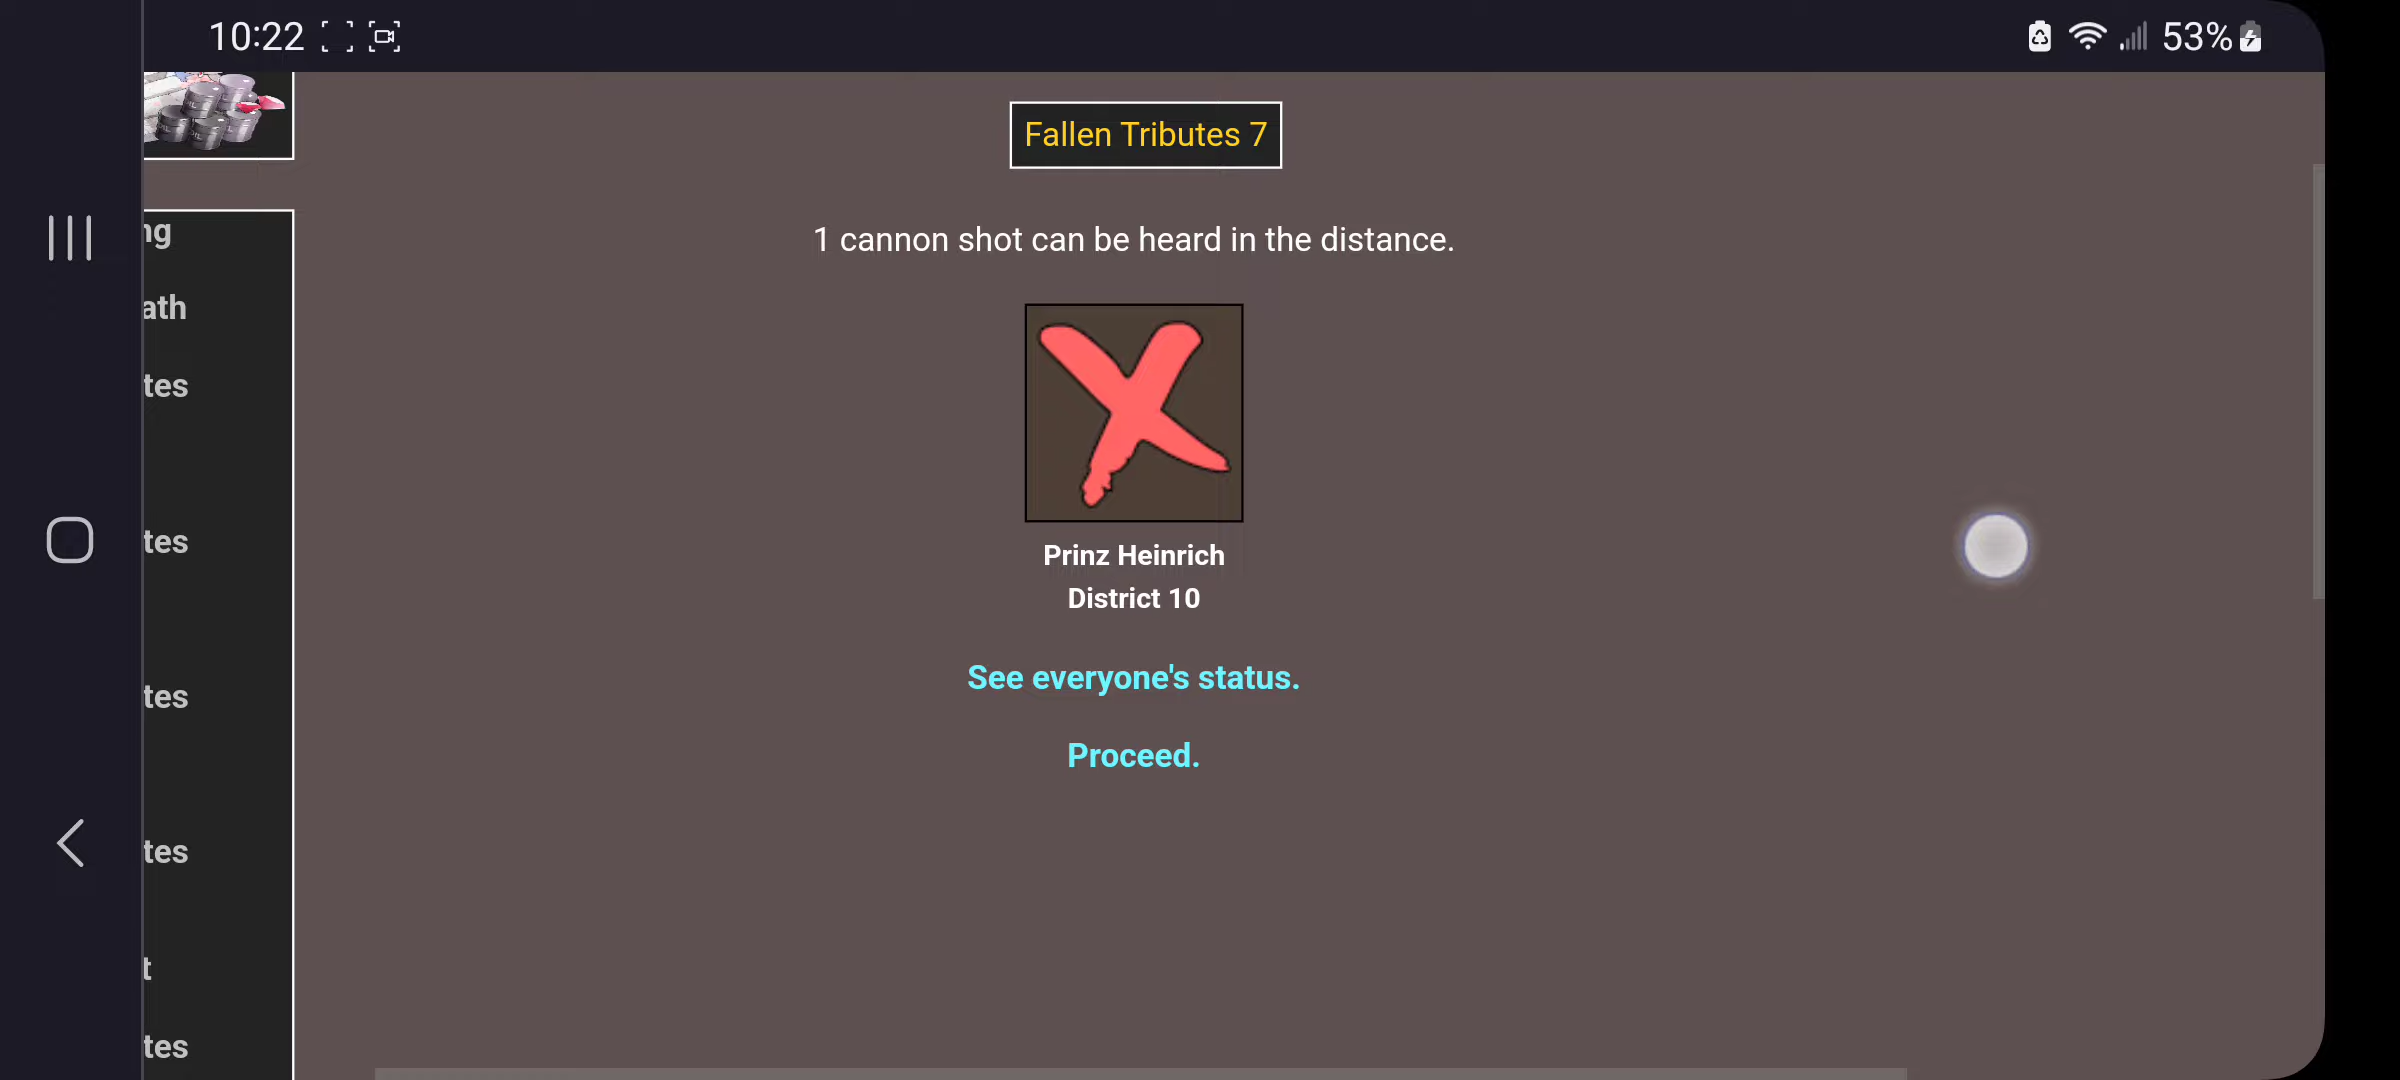 10:22
53%
Fallen Tributes 7
1 cannon shot can be heard in the distance.
Prinz Heinrich
District 10
See everyone's status.
Proceed.
ng
ath
tes
tes
tes
tes
t
tes